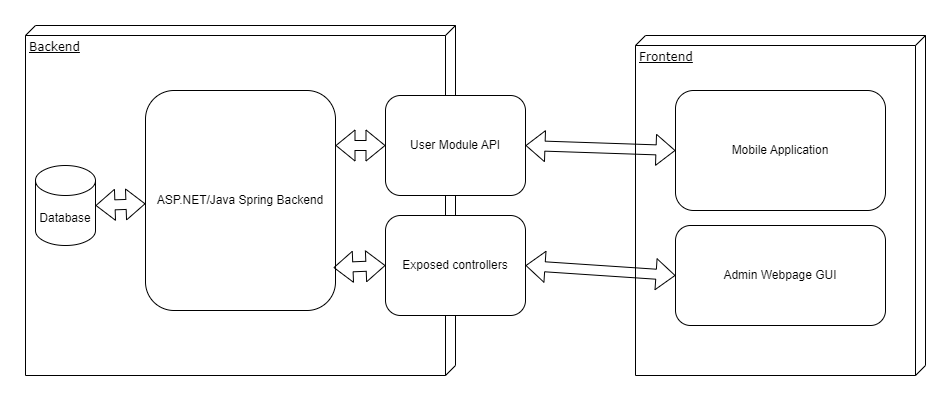 Backend
Frontend
User Module API
Mobile Application
ASP.NET/Java Spring Backend
Database
Exposed controllers
Admin Webpage GUI